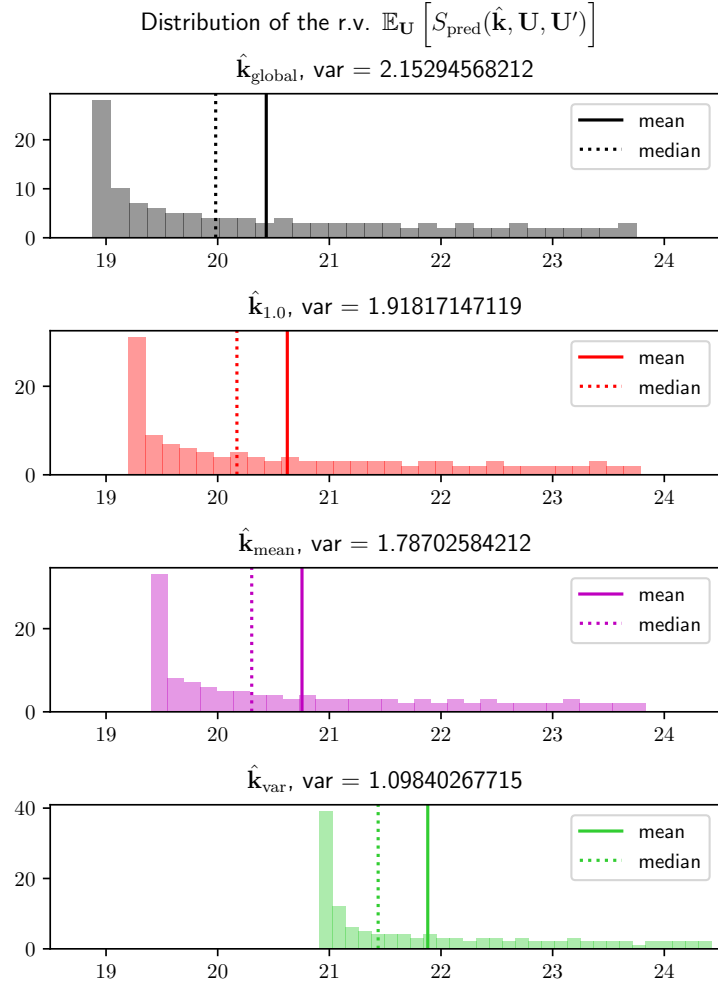 Distribution of the r.v. 𝔼_𝐔 [S_pred(𝐤̂, 𝐔, 𝐔′)]
𝐤̂_global, var = 2.15294568212
mean
median
20
10
0
19 20 21 22 23 24
𝐤̂_1.0, var = 1.91817147119
mean
median
20
0
19 20 21 22 23 24
𝐤̂_mean, var = 1.78702584212
mean
median
20
0
19 20 21 22 23 24
𝐤̂_var, var = 1.09840267715
mean
median
40
20
0
19 20 21 22 23 24